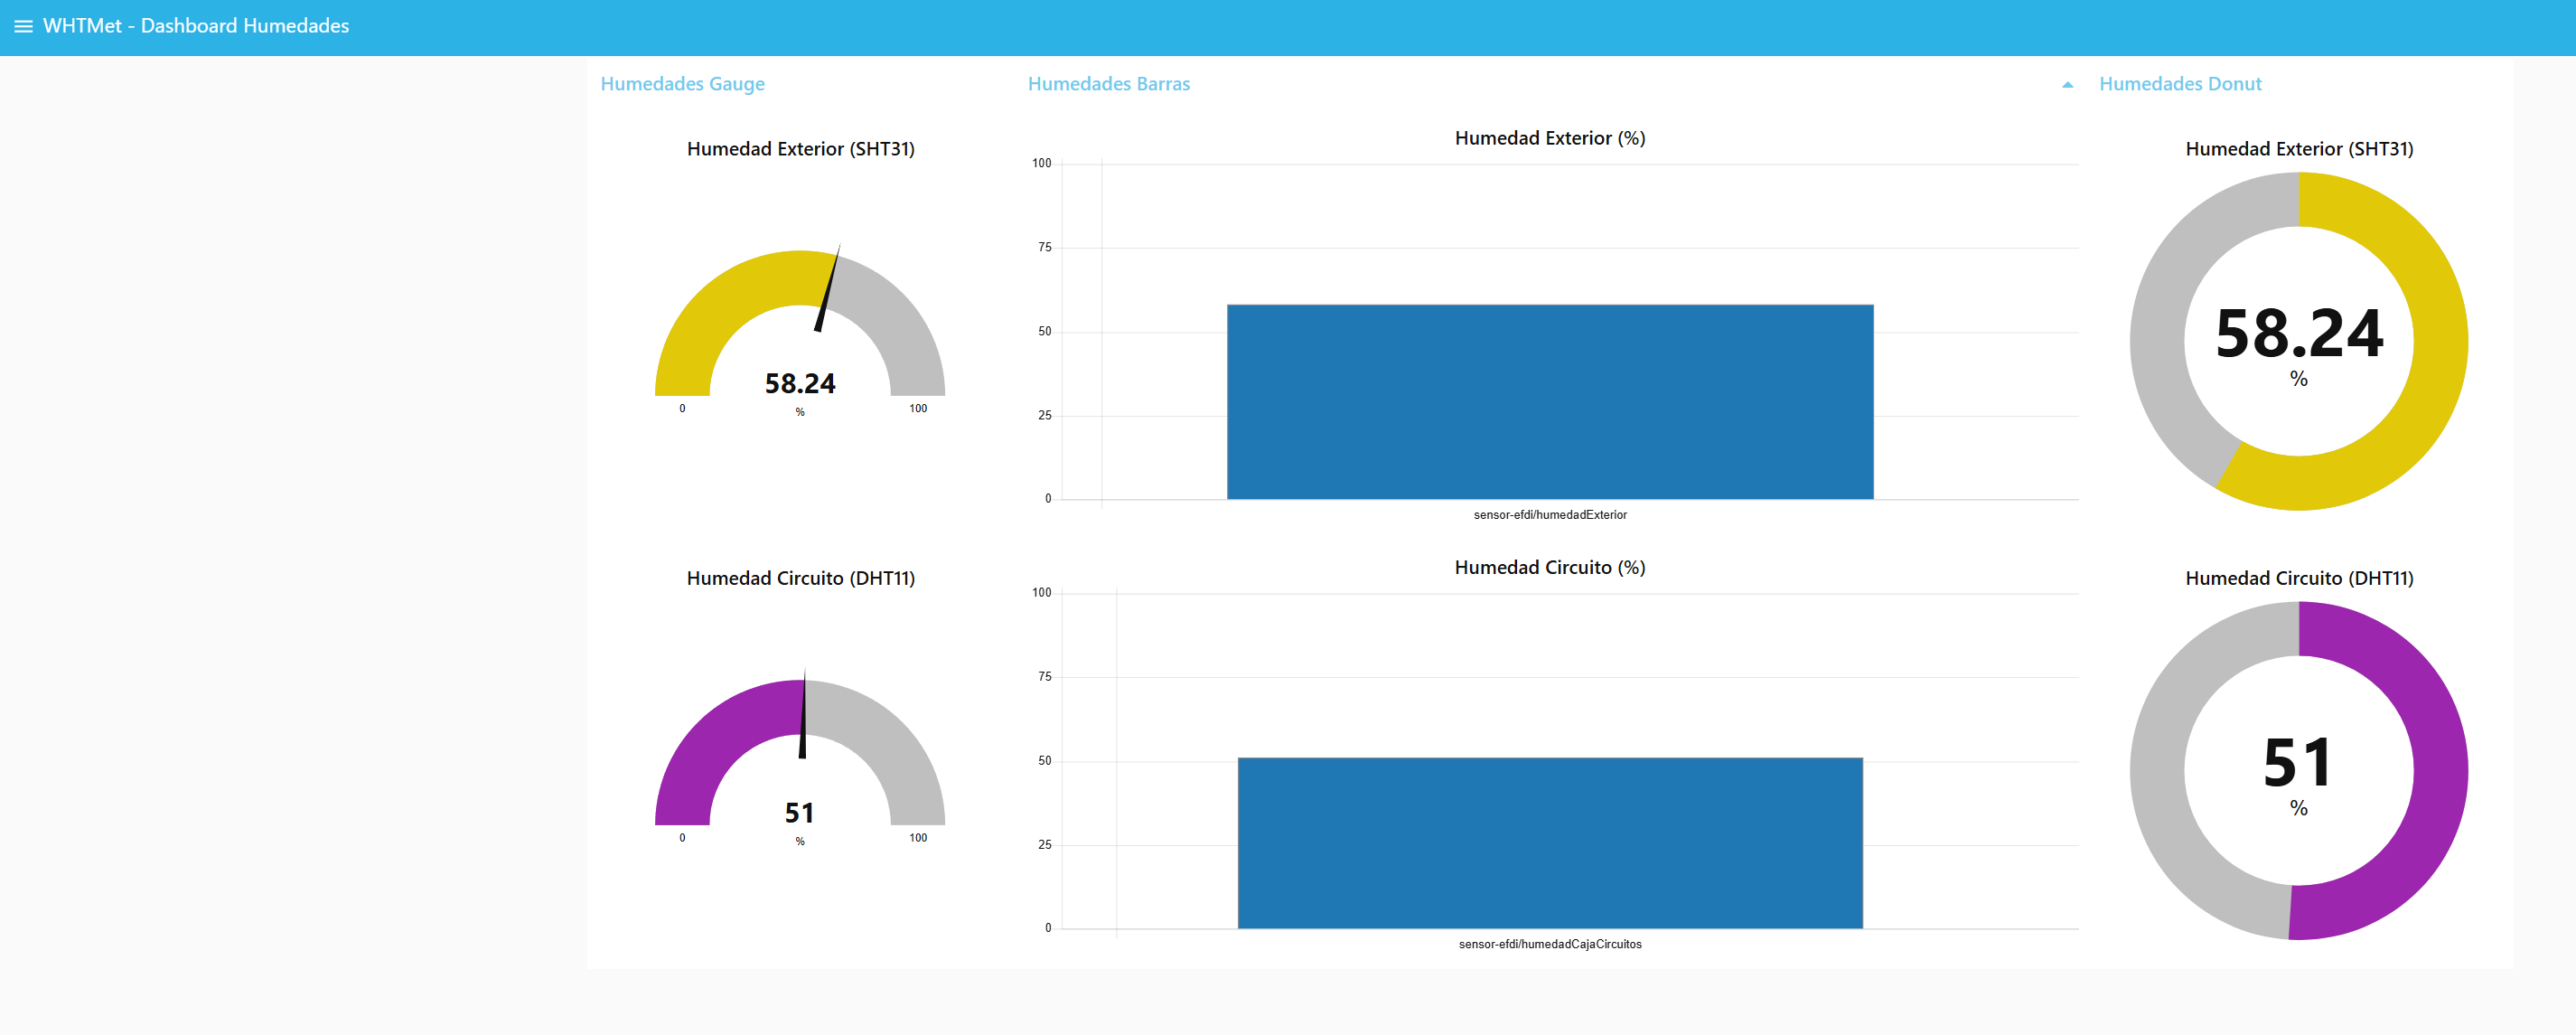 WHTMet - Dashboard Humedades
Humedades Gauge
Humedad Exterior (SHT31)
58.24
%
0
100
Humedad Circuito (DHT11)
51
%
0
100
Humedades Barras
Humedad Exterior (%)
100
75
50
25
0
sensor-efdi/humedadExterior
Humedad Circuito (%)
100
75
50
25
0
sensor-efdi/humedadCajaCircuitos
Humedades Donut
Humedad Exterior (SHT31)
58.24
%
Humedad Circuito (DHT11)
51
%